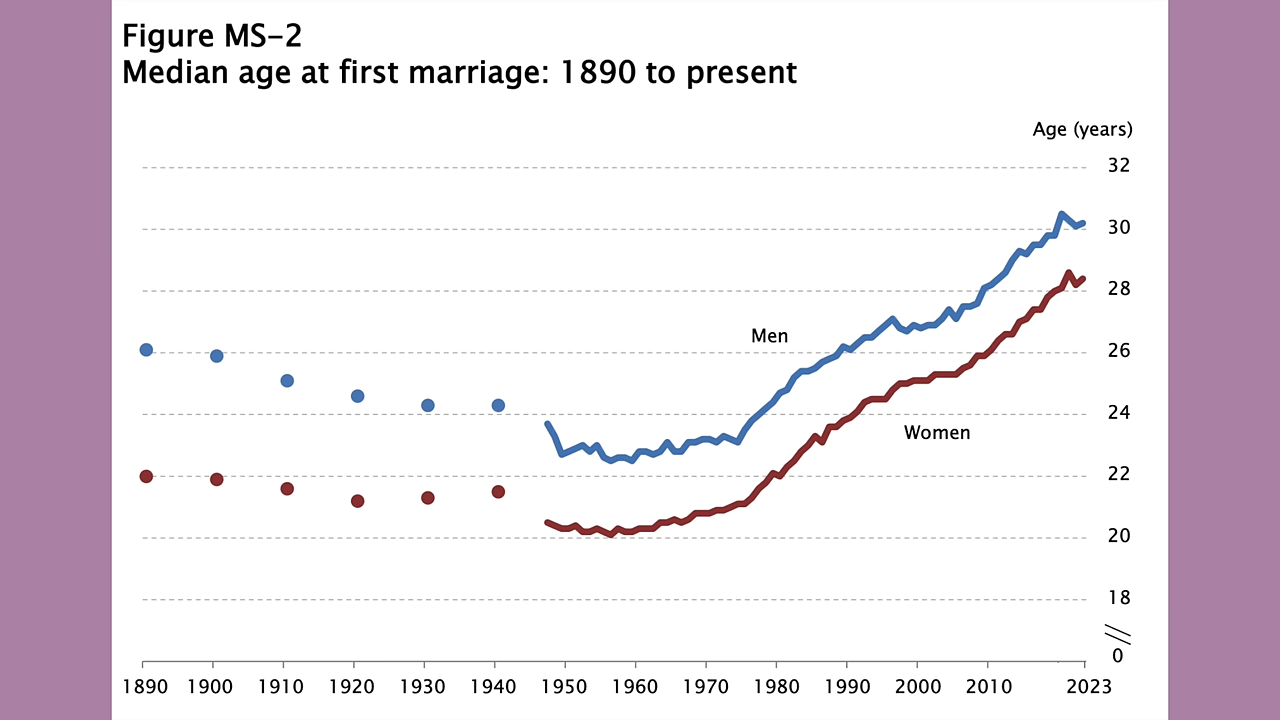 Figure MS–2
Median age at first marriage: 1890 to present
Age (years)
32
30
28
Men
26
24
Women
22
20
18
0
1890 1900 1910 1920 1930 1940 1950 1960 1970 1980 1990 2000 2010 2023